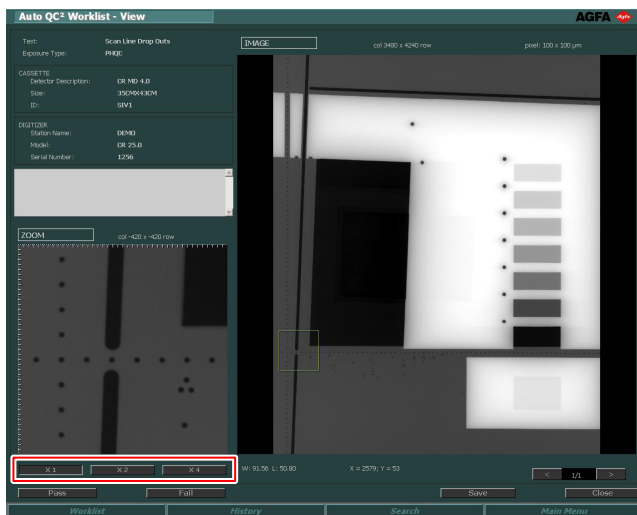 Auto QC² Worklist - View
AGFA
Agfa
Test: Scan Line Drop Outs
Exposure Type: PHQC
IMAGE
col 3480 x 4240 row
pixel: 100 x 100 µm
CASSETTE
Detector Description: CR MD 4.0
Size: 35CMX43CM
ID: SIV1
DIGITIZER
Station Name: DEMO
Model: CR 25.0
Serial Number: 1256
ZOOM
col -420 x -420 row
X 1 X 2 X 4
W: 91.56 L: 50.80
X = 2579; Y = 53
< 1/1 >
Pass Fail Save Close
Worklist History Search Main Menu